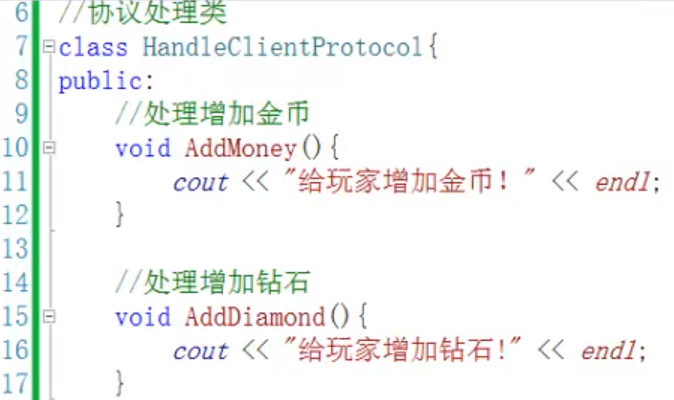 6 //协议处理类
7 class HandleClientProtocol{
8 public:
9 //处理增加金币
10 void AddMoney(){
11 cout << "给玩家增加金币！" << endl;
12 }
13
14 //处理增加钻石
15 void AddDiamond(){
16 cout << "给玩家增加钻石!" << endl;
17 }